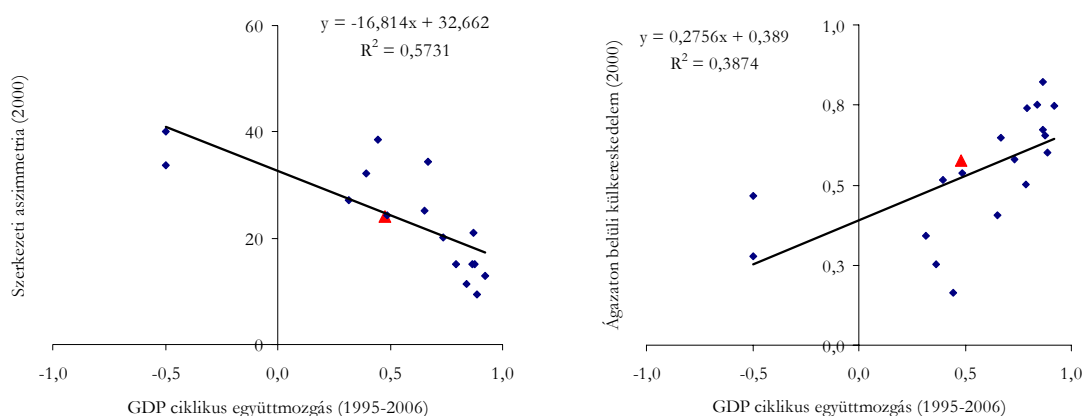 Szerkezeti aszimmetria (2000)
60
40
20
0
y = -16,814x + 32,662
R² = 0,5731
-1,0
-0,5
0,0
0,5
1,0
GDP ciklikus együttmozgás (1995-2006)
Ágazaton belüli külkereskedelem (2000)
y = 0,2756x + 0,389
R² = 0,3874
1,0
0,8
0,5
0,3
0,0
-1,0
-0,5
0,0
0,5
1,0
GDP ciklikus együttmozgás (1995-2006)